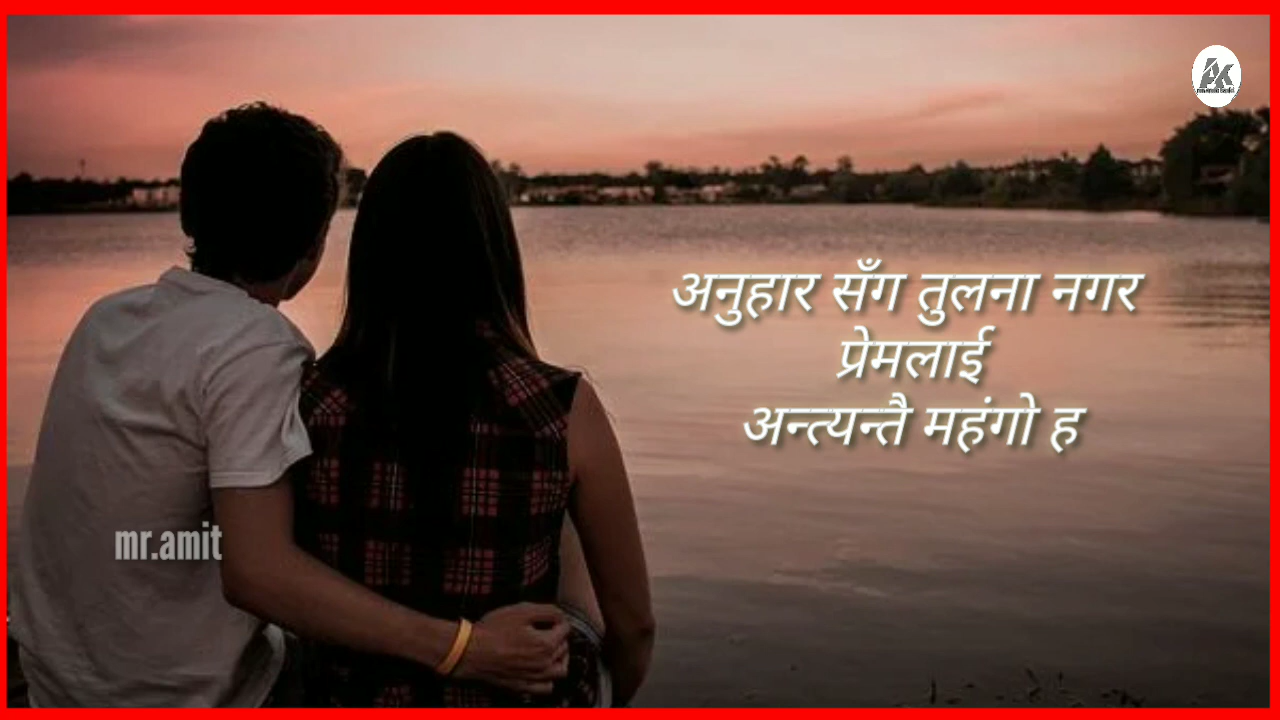 अनुहार सँग तुलना नगर
प्रेमलाई
अन्त्यन्तै महंगो ह
mr.amit